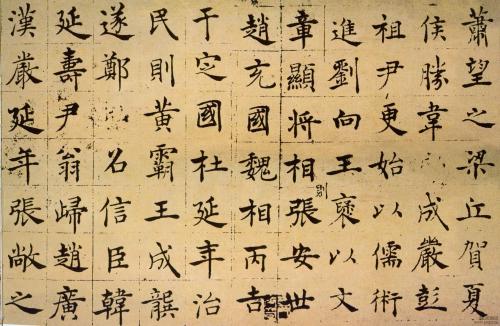 蕭望之梁丘賀夏
侯勝韋成嚴彭
祖尹更始以儒術
進劉向王褒以文
章顯將相則張安世
趙充國魏相丙吉
于定國杜延年治
民則黃霸王成龔
遂鄭召信臣韓
延壽尹翁歸趙廣
漢嚴延年張敞之